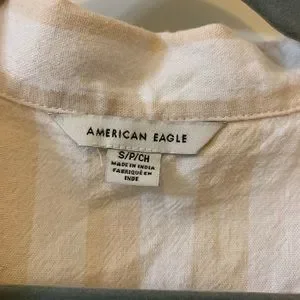 AMERICAN EAGLE
S/P/CH
MADE IN INDIA
FABRIQUÉ EN
INDE